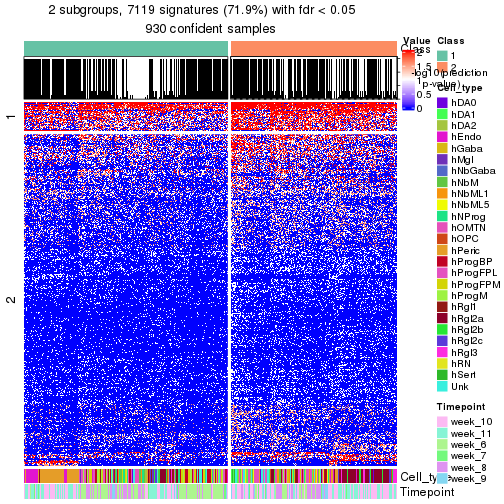 2 subgroups, 7119 signatures (71.9%) with fdr < 0.05
930 confident samples
1
2
Class
-log10(prediction
p-value)
Value
2
0.5
0
Class
1
2
Cell_type
hDA0
hDA1
hDA2
hEndo
hGaba
hMgl
hNbGaba
hNbM
hNbML1
hNbML5
hNProg
hOMTN
hOPC
hPeric
hProgBP
hProgFPL
hProgFPM
hProgM
hRgl1
hRgl2a
hRgl2b
hRgl2c
hRgl3
hRN
hSert
Unk
Timepoint
week_10
week_11
week_6
week_7
week_8
week_9
Cell_ty
Timepoint